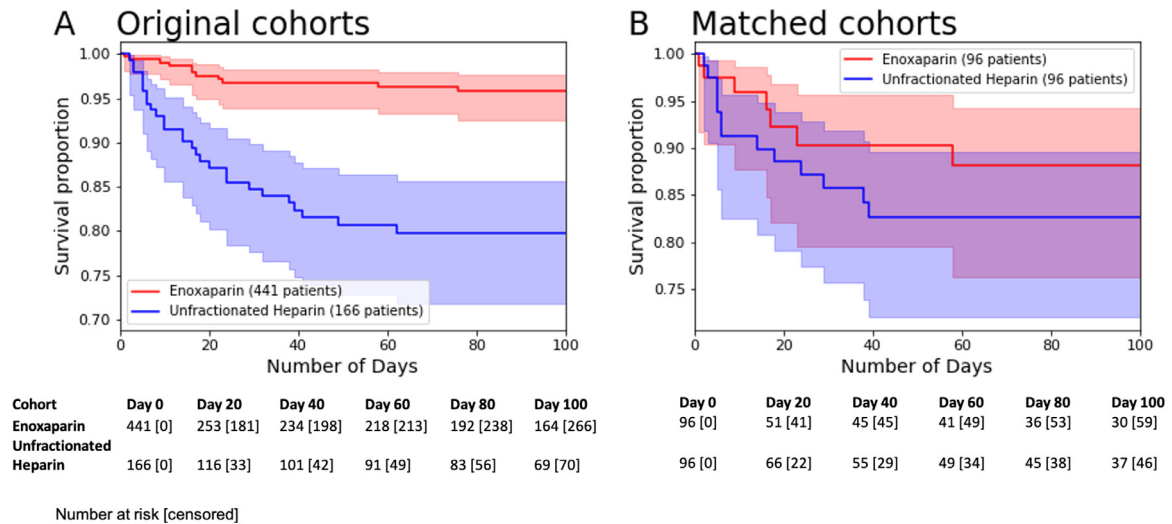 A Original cohorts
1.00
0.95
0.90
0.85
0.80
0.75
0.70
Survival proportion
Enoxaparin (441 patients)
Unfractionated Heparin (166 patients)
0 20 40 60 80 100
Number of Days
B Matched cohorts
1.00
0.95
0.90
0.85
0.80
0.75
Survival proportion
Enoxaparin (96 patients)
Unfractionated Heparin (96 patients)
0 20 40 60 80 100
Number of Days
Cohort Day 0 Day 20 Day 40 Day 60 Day 80 Day 100
Enoxaparin 441 [0] 253 [181] 234 [198] 218 [213] 192 [238] 164 [266]
Unfractionated
Heparin 166 [0] 116 [33] 101 [42] 91 [49] 83 [56] 69 [70]
Day 0 Day 20 Day 40 Day 60 Day 80 Day 100
96 [0] 51 [41] 45 [45] 41 [49] 36 [53] 30 [59]
96 [0] 66 [22] 55 [29] 49 [34] 45 [38] 37 [46]
Number at risk [censored]